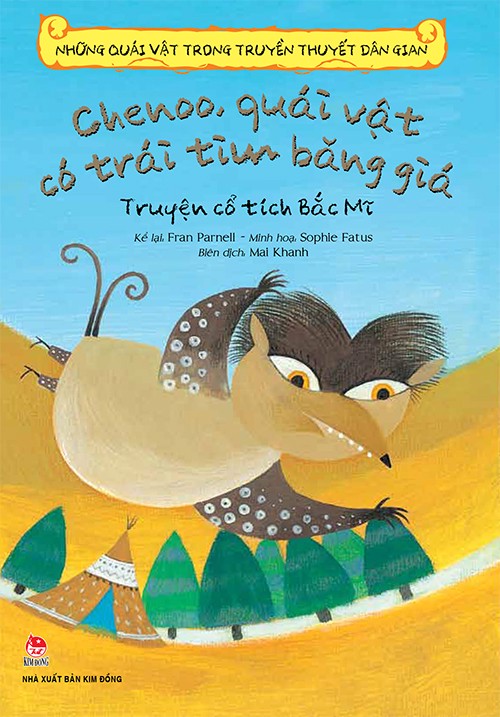 NHỮNG QUÁI VẬT TRONG TRUYỀN THUYẾT DÂN GIAN
Chenoo, quái vật
có trái tim băng giá
Truyện cổ tích Bắc Mĩ
Kể lại: Fran Parnell - Minh hoạ: Sophie Fatus
Biên dịch: Mai Khanh
KIM ĐỒNG
NHÀ XUẤT BẢN KIM ĐỒNG